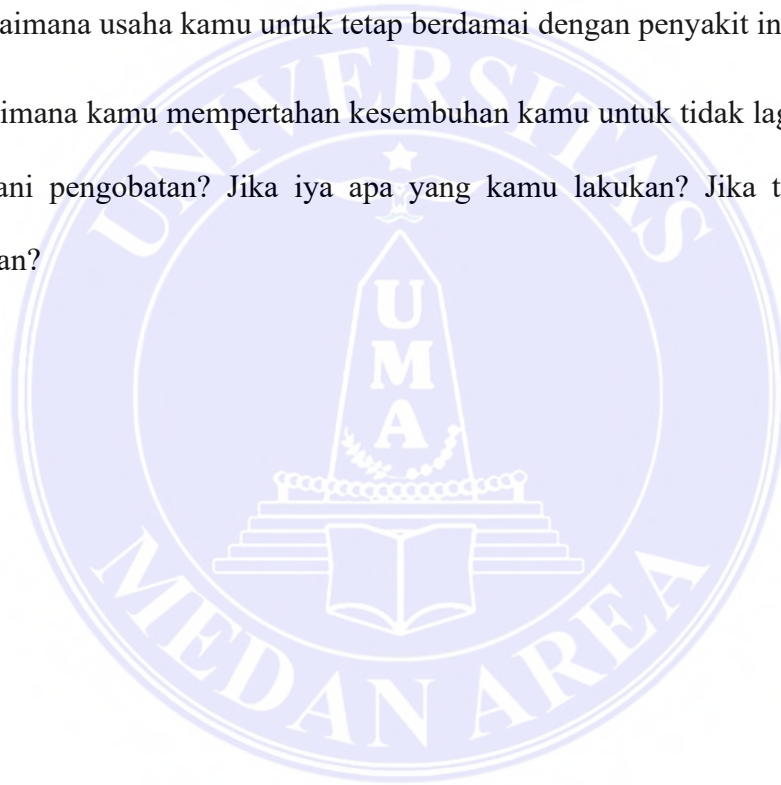 aimana usaha kamu untuk tetap berdamai dengan penyakit in
imana kamu mempertahan kesembuhan kamu untuk tidak lag
ani pengobatan? Jika iya apa yang kamu lakukan? Jika t
an?
UNIVERSITAS
U
M
A
MEDAN AREA